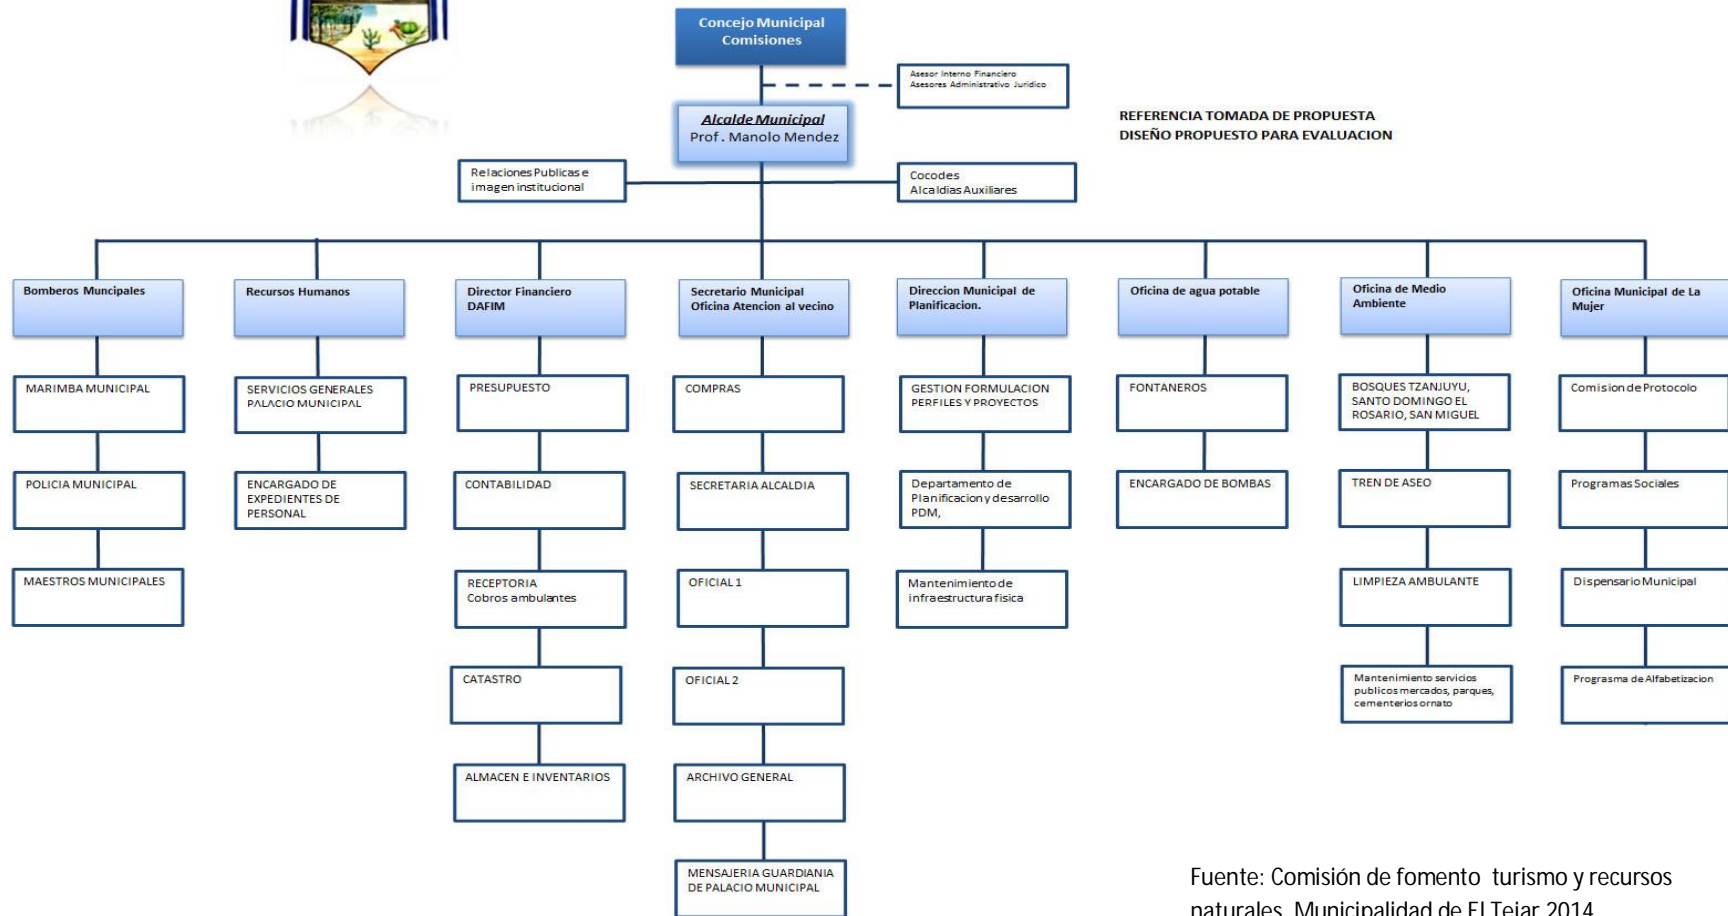 Concejo Municipal
Comisiones
Asesor Interno Financiero
Asesores Administrativo Juridico
Alcalde Municipal
Prof. Manolo Mendez
REFERENCIA TOMADA DE PROPUESTA
DISEÑO PROPUESTO PARA EVALUACION
Relaciones Publicas e
imagen institucional
Cocodes
Alcaldias Auxiliares
Bomberos Muncipales
MARIMBA MUNICIPAL
POLICIA MUNICIPAL
MAESTROS MUNICIPALES
Recursos Humanos
SERVICIOS GENERALES
PALACIO MUNICIPAL
ENCARGADO DE
EXPEDIENTES DE
PERSONAL
Director Financiero
DAFIM
PRESUPUESTO
CONTABILIDAD
RECEPTORIA
Cobros ambulantes
CATASTRO
ALMACEN E INVENTARIOS
Secretario Municipal
Oficina Atencion al vecino
COMPRAS
SECRETARIA ALCALDIA
OFICIAL 1
OFICIAL 2
ARCHIVO GENERAL
MENSAJERIA GUARDIANIA
DE PALACIO MUNICIPAL
Direccion Municipal de
Planificacion.
GESTION FORMULACION
PERFILES Y PROYECTOS
Departamento de
Planificacion y desarrollo
PDM,
Mantenimiento de
infraestructura fisica
Oficina de agua potable
FONTANEROS
ENCARGADO DE BOMBAS
Oficina de Medio
Ambiente
BOSQUES TZANJUYU,
SANTO DOMINGO EL
ROSARIO, SAN MIGUEL
TREN DE ASEO
LIMPIEZA AMBULANTE
Mantenimiento servicios
publicos mercados, parques,
cementerios ornato
Oficina Municipal de La
Mujer
Comision de Protocolo
Programas Sociales
Dispensario Municipal
Prograsma de Alfabetizacion
Fuente: Comisión de fomento turismo y recursos
naturales, Municipalidad de El Tejar 2014